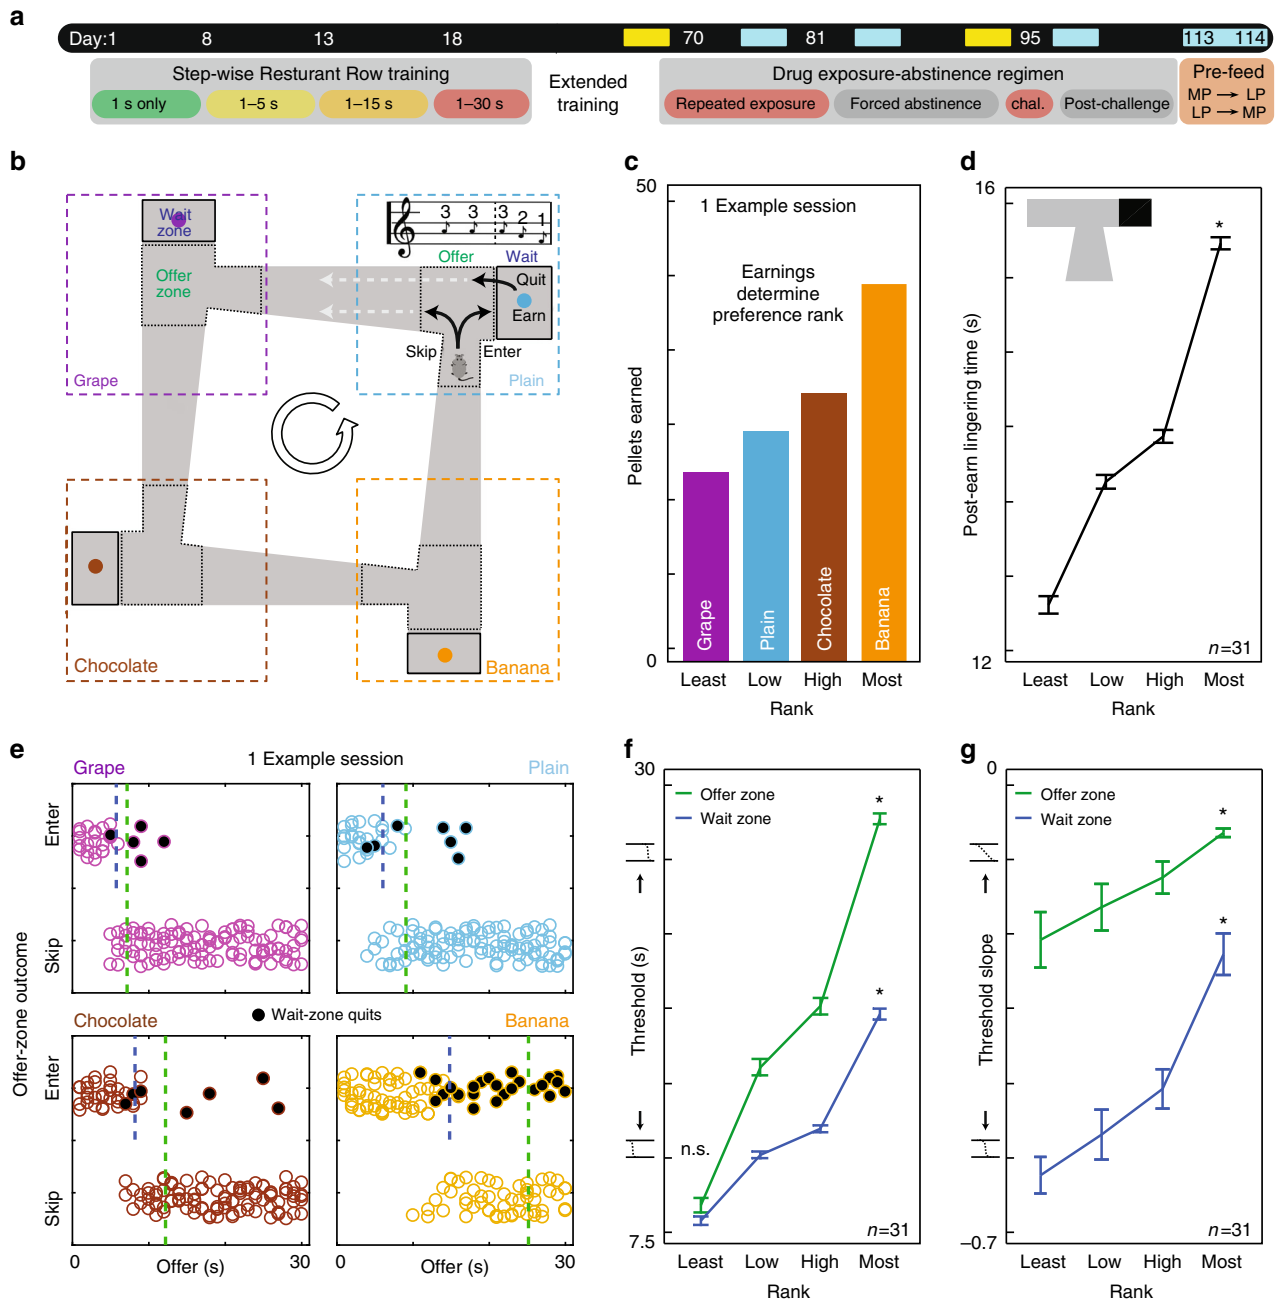 a
Day:1 8 13 18 70 81 95 113 114
Step-wise Resturant Row training
1 s only 1–5 s 1–15 s 1–30 s
Extended
training
Drug exposure-abstinence regimen
Repeated exposure Forced abstinence chal. Post-challenge
Pre-feed
MP → LP
LP → MP
b
Wait
zone
Offer
zone
Grape
3 3 3 2 1
Offer Wait
Quit
Earn
Skip Enter
Plain
Chocolate
Banana
c
50
1 Example session
Earnings
determine
preference rank
Pellets earned
Grape
Plain
Chocolate
Banana
0
Least Low High Most
Rank
d
16
*
Post-earn lingering time (s)
n=31
12
Least Low High Most
Rank
e
1 Example session
Grape Plain
Enter
Skip
Offer-zone outcome
Chocolate Wait-zone quits Banana
Enter
Skip
0 Offer (s) 30 0 Offer (s) 30
f
30
Offer zone
Wait zone
*
*
Threshold (s)
n.s.
n=31
7.5
Least Low High Most
Rank
g
0
Offer zone
Wait zone
*
*
Threshold slope
n=31
–0.7
Least Low High Most
Rank